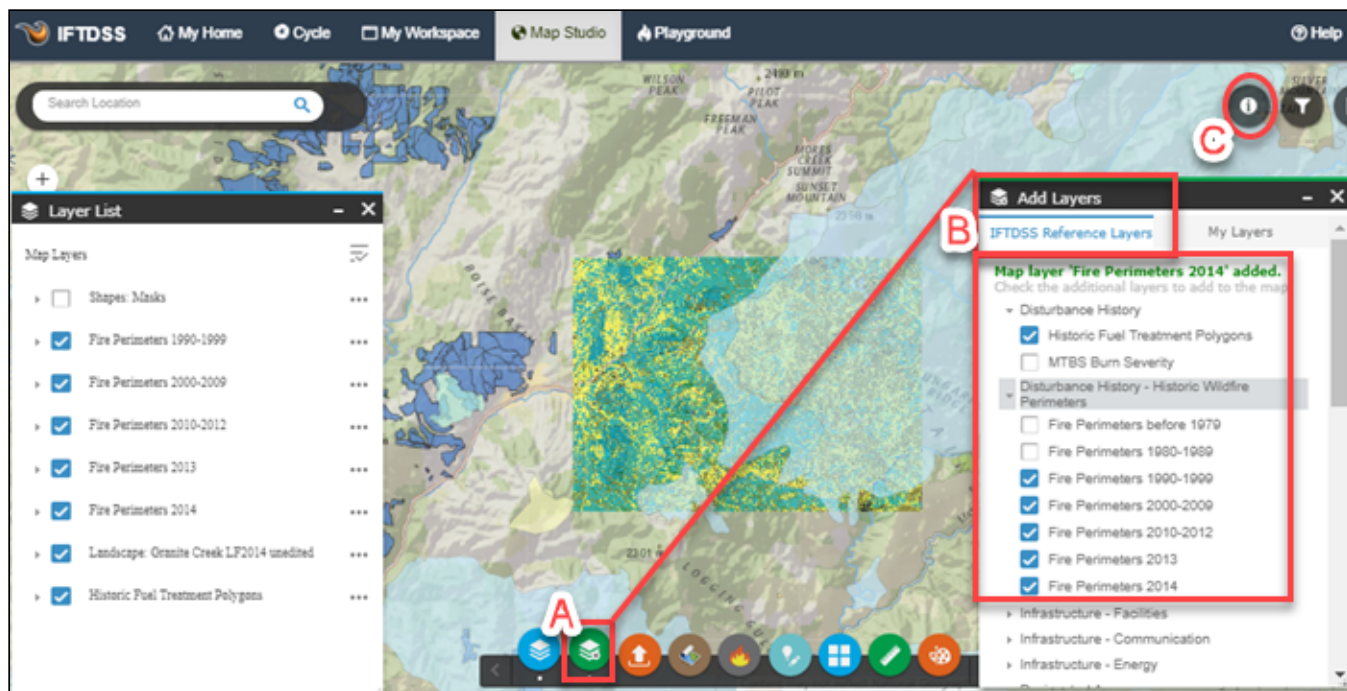 IFTDSS My Home Cycle My Workspace Map Studio Playground Help
Search Location
WILSON
PEAK
2480 m
PILOT
PEAK
FREEMAN
PEAK
MORES
CREEK
SUMMIT
SUNSET
MOUNTAIN
C
Layer List
Map Layers
Shapes: Masks
Fire Perimeters 1990-1999
Fire Perimeters 2000-2009
Fire Perimeters 2010-2012
Fire Perimeters 2013
Fire Perimeters 2014
Landscape: Granite Creek LF2014 unedited
Historic Fuel Treatment Polygons
2301 m
A
B
Add Layers
IFTDSS Reference Layers My Layers
Map layer 'Fire Perimeters 2014' added.
Check the additional layers to add to the map
Disturbance History
Historic Fuel Treatment Polygons
MTBS Burn Severity
Disturbance History - Historic Wildfire
Perimeters
Fire Perimeters before 1979
Fire Perimeters 1980-1989
Fire Perimeters 1990-1999
Fire Perimeters 2000-2009
Fire Perimeters 2010-2012
Fire Perimeters 2013
Fire Perimeters 2014
Infrastructure - Facilities
Infrastructure - Communication
Infrastructure - Energy